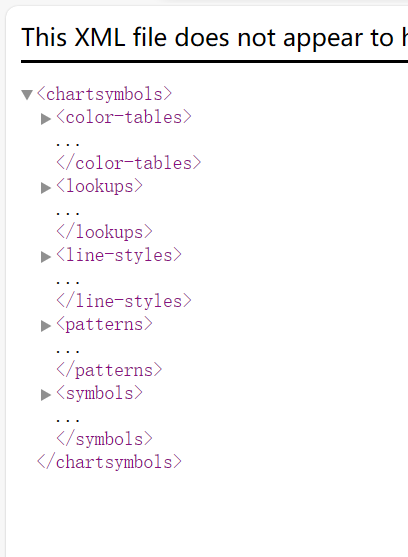 This XML file does not appear to
▼<chartsymbols>
▶<color-tables>
...
</color-tables>
▶<lookups>
...
</lookups>
▶<line-styles>
...
</line-styles>
▶<patterns>
...
</patterns>
▶<symbols>
...
</symbols>
</chartsymbols>